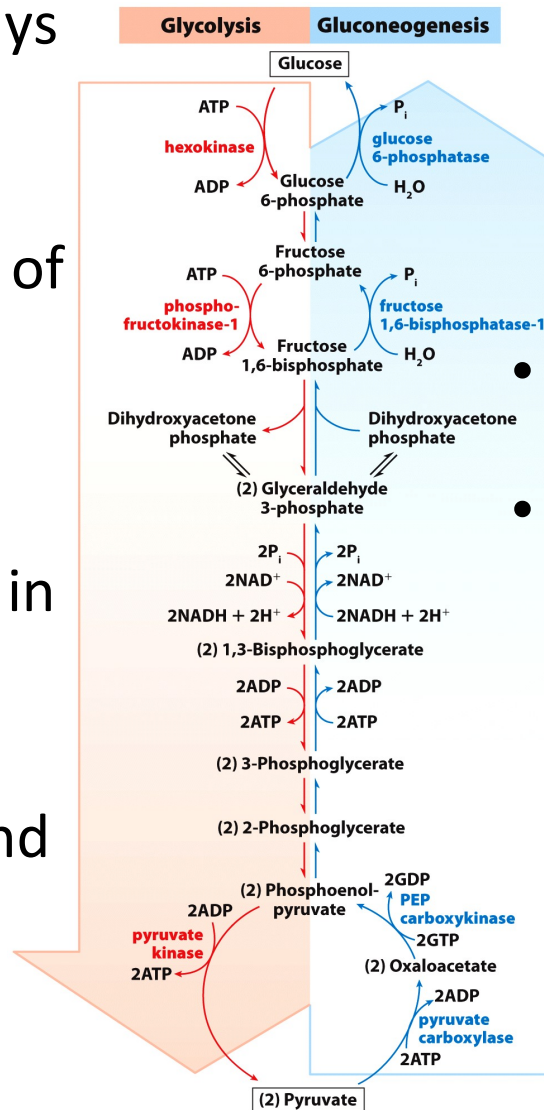 ys
Glycolysis Gluconeogenesis
Glucose
ATP Pi
hexokinase glucose
6-phosphatase
ADP Glucose H2O
6-phosphate
of
Fructose
ATP 6-phosphate Pi
phospho- fructose
fructokinase-1 1,6-bisphosphatase-1
ADP Fructose H2O
1,6-bisphosphate
•
Dihydroxyacetone Dihydroxyacetone
phosphate phosphate
(2) Glyceraldehyde
3-phosphate
•
2Pi 2Pi
2NAD+ 2NAD+
in
2NADH + 2H+ 2NADH + 2H+
(2) 1,3-Bisphosphoglycerate
2ADP 2ADP
2ATP 2ATP
(2) 3-Phosphoglycerate
(2) 2-Phosphoglycerate
nd
(2) Phosphoenol- 2GDP
pyruvate PEP
2ADP carboxykinase
pyruvate 2GTP
kinase
2ATP (2) Oxaloacetate
2ADP
pyruvate
carboxylase
2ATP
(2) Pyruvate